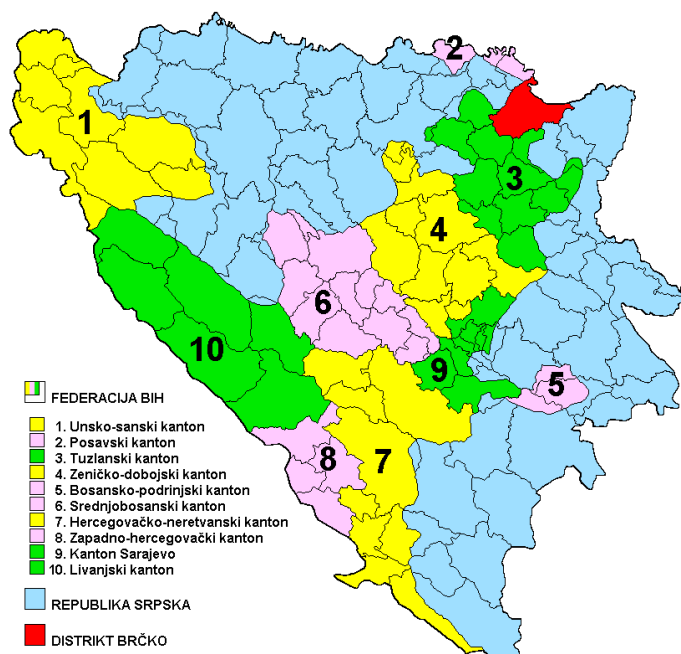 2
1
3
4
6
9
10
5
8
7
FEDERACIJA BIH
1. Unsko-sanski kanton
2. Posavski kanton
3. Tuzlanski kanton
4. Zeničko-dobojski kanton
5. Bosansko-podrinjski kanton
6. Srednjobosanski kanton
7. Hercegovačko-neretvanski kanton
8. Zapadno-hercegovački kanton
9. Kanton Sarajevo
10. Livanjski kanton
REPUBLIKA SRPSKA
DISTRIKT BRČKO